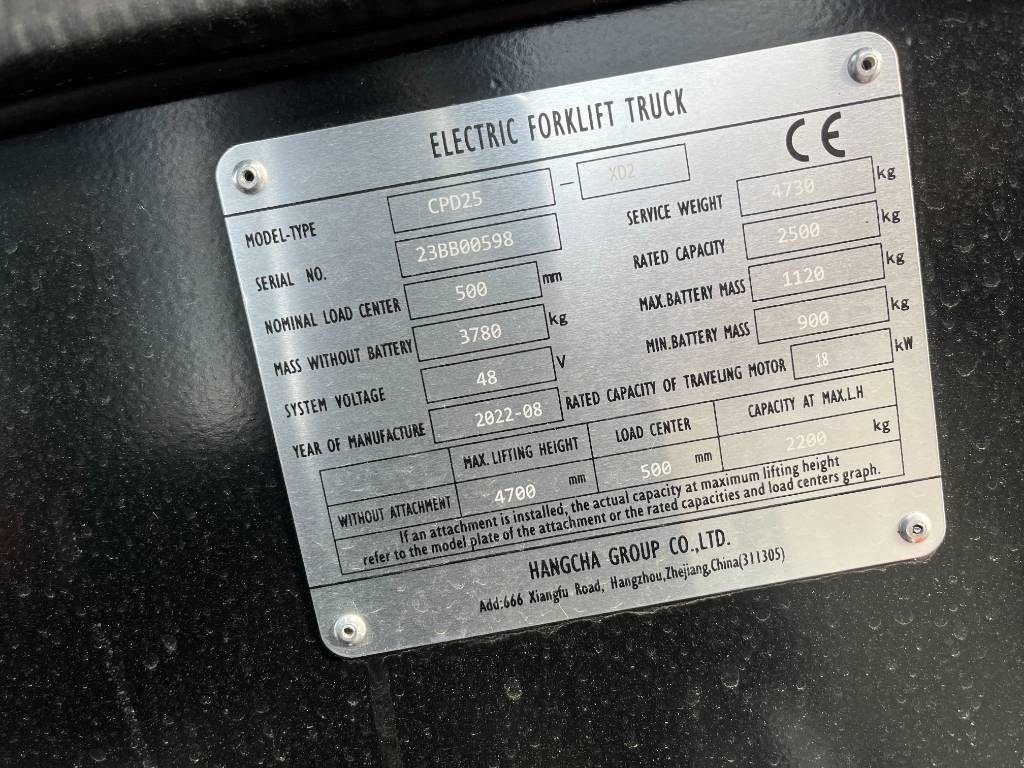 ELECTRIC FORKLIFT TRUCK
CE
MODEL-TYPE CPD25 - XD2
SERIAL NO. 23BB00598
SERVICE WEIGHT 4730 kg
NOMINAL LOAD CENTER 500 mm
RATED CAPACITY 2500 kg
MASS WITHOUT BATTERY 3780 kg
MAX.BATTERY MASS 1120 kg
SYSTEM VOLTAGE 48 V
MIN.BATTERY MASS 900 kg
YEAR OF MANUFACTURE 2022-08
RATED CAPACITY OF TRAVELING MOTOR 18 kW
MAX. LIFTING HEIGHT LOAD CENTER CAPACITY AT MAX.L.H
WITHOUT ATTACHMENT 4700 mm 500 mm 2200 kg
If an attachment is installed, the actual capacity at maximum lifting height
refer to the model plate of the attachment or the rated capacities and load centers graph.
HANGCHA GROUP CO.,LTD.
Add:666 Xiangfu Road, Hangzhou,Zhejiang,China(311305)